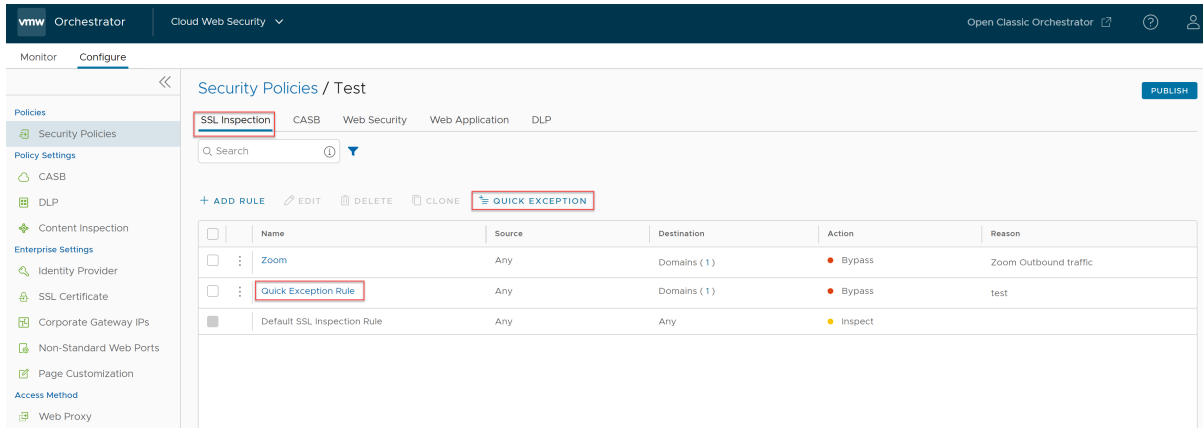 vmw Orchestrator Cloud Web Security Open Classic Orchestrator
Monitor Configure
Policies
Security Policies
Policy Settings
CASB
DLP
Content Inspection
Enterprise Settings
Identity Provider
SSL Certificate
Corporate Gateway IPs
Non-Standard Web Ports
Page Customization
Access Method
Web Proxy
Security Policies / Test
PUBLISH
SSL Inspection CASB Web Security Web Application DLP
Search
+ ADD RULE EDIT DELETE CLONE QUICK EXCEPTION
Name Source Destination Action Reason
Zoom Any Domains ( 1 ) Bypass Zoom Outbound traffic
Quick Exception Rule Any Domains ( 1 ) Bypass test
Default SSL Inspection Rule Any Any Inspect